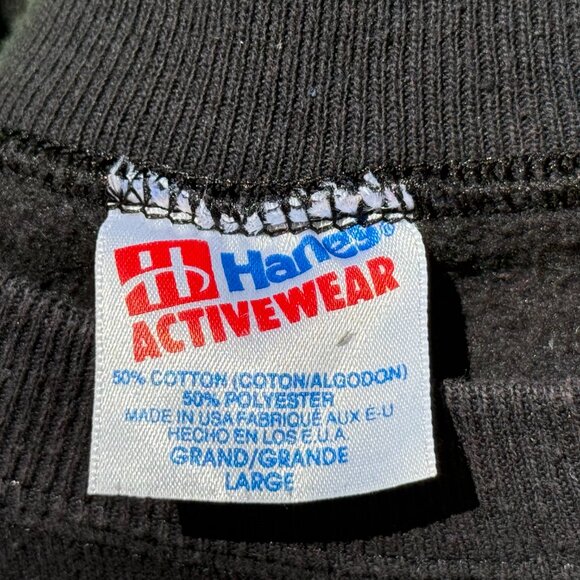 Hanes®
ACTIVEWEAR
50% COTTON (COTON/ALGODON)
50% POLYESTER
MADE IN USA FABRIQUÉ AUX E-U
HECHO EN LOS E.U.A
GRAND/GRANDE
LARGE